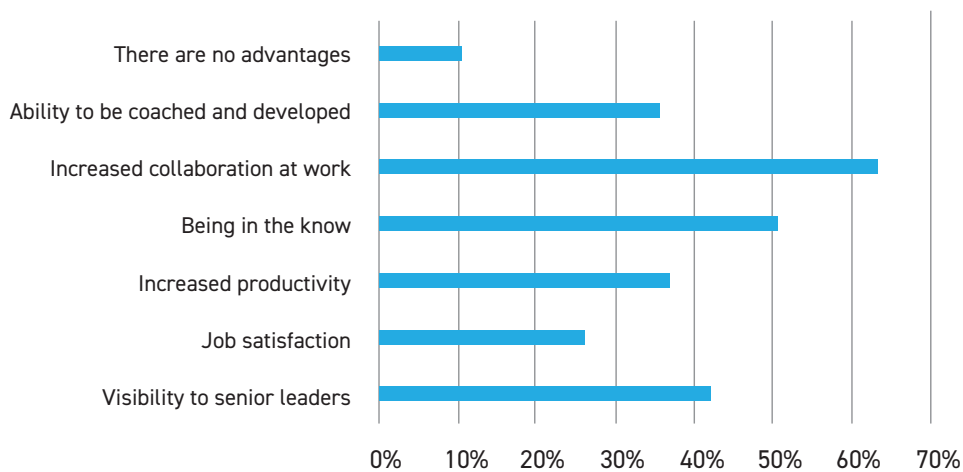 There are no advantages
Ability to be coached and developed
Increased collaboration at work
Being in the know
Increased productivity
Job satisfaction
Visibility to senior leaders
0% 10% 20% 30% 40% 50% 60% 70%